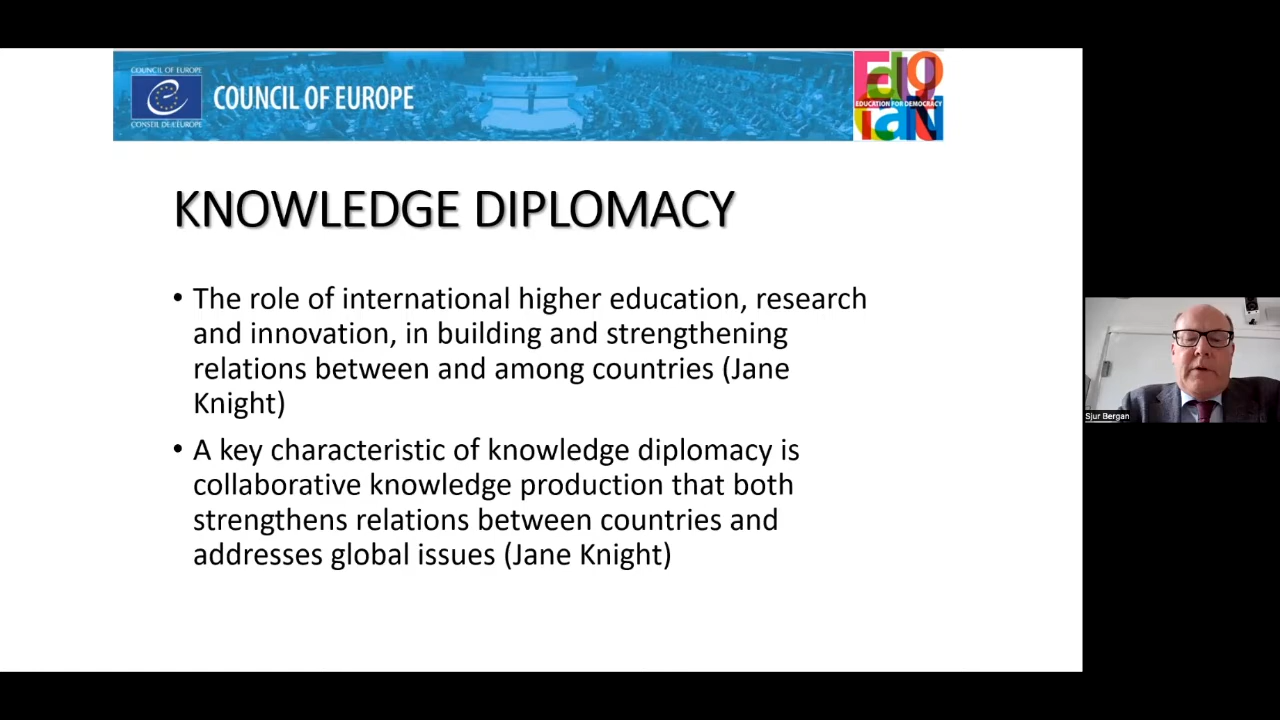 COUNCIL OF EUROPE
CONSEIL DE L'EUROPE
COUNCIL OF EUROPE
EDUCATION FOR DEMOCRACY
KNOWLEDGE DIPLOMACY
• The role of international higher education, research
and innovation, in building and strengthening
relations between and among countries (Jane
Knight)
• A key characteristic of knowledge diplomacy is
collaborative knowledge production that both
strengthens relations between countries and
addresses global issues (Jane Knight)
Sjur Bergan